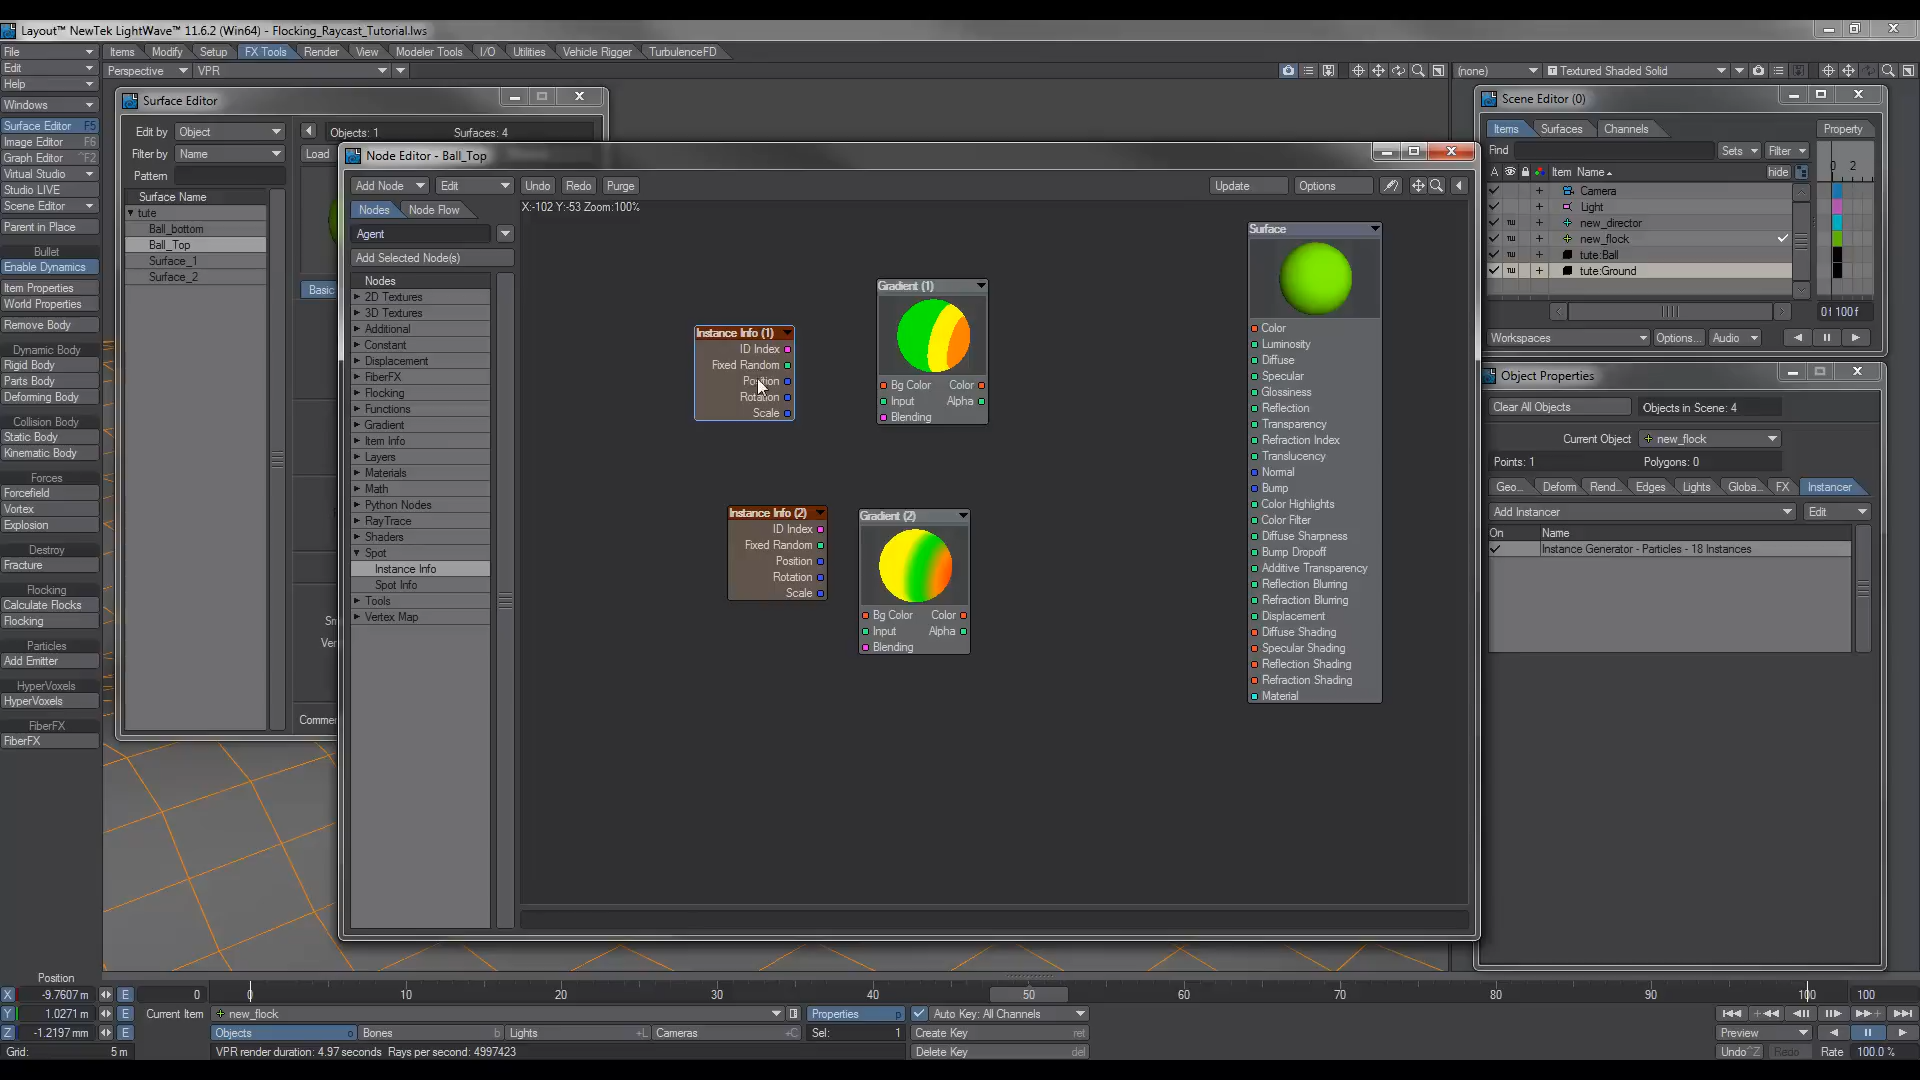 Layout™ NewTek LightWave™ 11.6.2 (Win64) - Flocking_Raycast_Tutorial.lws
File Items Modify Setup FX Tools Render View Modeler Tools I/O Utilities Vehicle Rigger TurbulenceFD
Edit Perspective VPR (none) Textured Shaded Solid
Help
Windows
Surface Editor F5
Image Editor F6
Graph Editor ^F2
Virtual Studio
Studio LIVE
Scene Editor
Parent in Place
Bullet
Enable Dynamics
Item Properties
World Properties
Remove Body
Dynamic Body
Rigid Body
Parts Body
Deforming Body
Collision Body
Static Body
Kinematic Body
Forces
Forcefield
Vortex
Explosion
Destroy
Fracture
Flocking
Calculate Flocks
Flocking
Particles
Add Emitter
HyperVoxels
HyperVoxels
FiberFX
FiberFX
Surface Editor
Edit by Object Objects: 1 Surfaces: 4
Filter by Name Load
Pattern
Surface Name
tute
Ball_bottom
Ball_Top
Surface_1
Surface_2
Basic
Sm
Ver
Comme
Node Editor - Ball_Top
Add Node Edit Undo Redo Purge Update Options
Nodes Node Flow X:-102 Y:-53 Zoom:100%
Agent
Add Selected Node(s)
Nodes
2D Textures
3D Textures
Additional
Constant
Displacement
FiberFX
Flocking
Functions
Gradient
Item Info
Layers
Materials
Math
Python Nodes
RayTrace
Shaders
Spot
Instance Info
Spot Info
Tools
Vertex Map
Instance Info (1)
ID Index
Fixed Random
Position
Rotation
Scale
Gradient (1)
Bg Color Color
Input Alpha
Blending
Instance Info (2)
ID Index
Fixed Random
Position
Rotation
Scale
Gradient (2)
Bg Color Color
Input Alpha
Blending
Surface
Color
Luminosity
Diffuse
Specular
Glossiness
Reflection
Transparency
Refraction Index
Translucency
Normal
Bump
Color Highlights
Color Filter
Diffuse Sharpness
Bump Dropoff
Additive Transparency
Reflection Blurring
Refraction Blurring
Displacement
Diffuse Shading
Specular Shading
Reflection Shading
Refraction Shading
Material
Scene Editor (0)
Items Surfaces Channels Property
Find Sets Filter 0 2
A Item Name hide
Camera
Light
new_director
new_flock
tute:Ball
tute:Ground
0f 100f
Workspaces Options... Audio
Object Properties
Clear All Objects Objects in Scene: 4
Current Object new_flock
Points: 1 Polygons: 0
Geo... Deform Rend... Edges Lights Globa... FX Instancer
Add Instancer Edit
On Name
Instance Generator - Particles - 18 Instances
Position
X -9.7607 m E 0 0 10 20 30 40 50 60 70 80 90 100 100
Y 1.0271 m E Current Item new_flock Properties p Auto Key: All Channels
Z -1.2197 mm E Objects o Bones b Lights +L Cameras +C Sel: 1 Create Key ret Preview
Grid: 5 m VPR render duration: 4.97 seconds Rays per second: 4997423 Delete Key del Undo ^Z Redo Rate 100.0 %